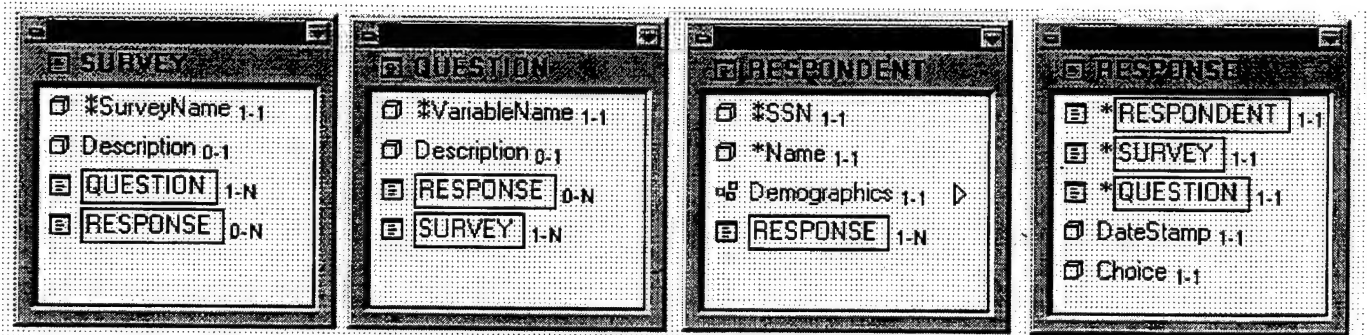 SURVEY
‡SurveyName 1-1
Description 0-1
QUESTION 1-N
RESPONSE 0-N
QUESTION
‡VariableName 1-1
Description 0-1
RESPONSE 0-N
SURVEY 1-N
RESPONDENT
‡SSN 1-1
*Name 1-1
Demographics 1-1
RESPONSE 1-N
RESPONSE
*RESPONDENT 1-1
*SURVEY 1-1
*QUESTION 1-1
DateStamp 1-1
Choice 1-1